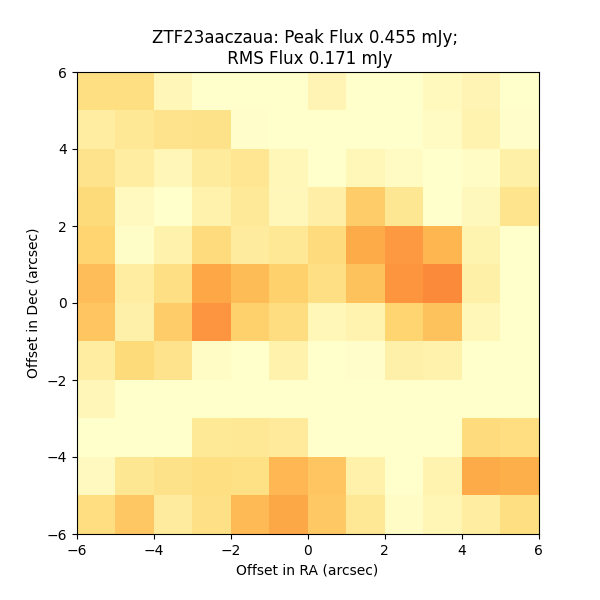 ZTF23aaczaua: Peak Flux 0.455 mJy;
RMS Flux 0.171 mJy
6
4
2
0
−2
−4
−6
Offset in Dec (arcsec)
−6 −4 −2 0 2 4 6
Offset in RA (arcsec)